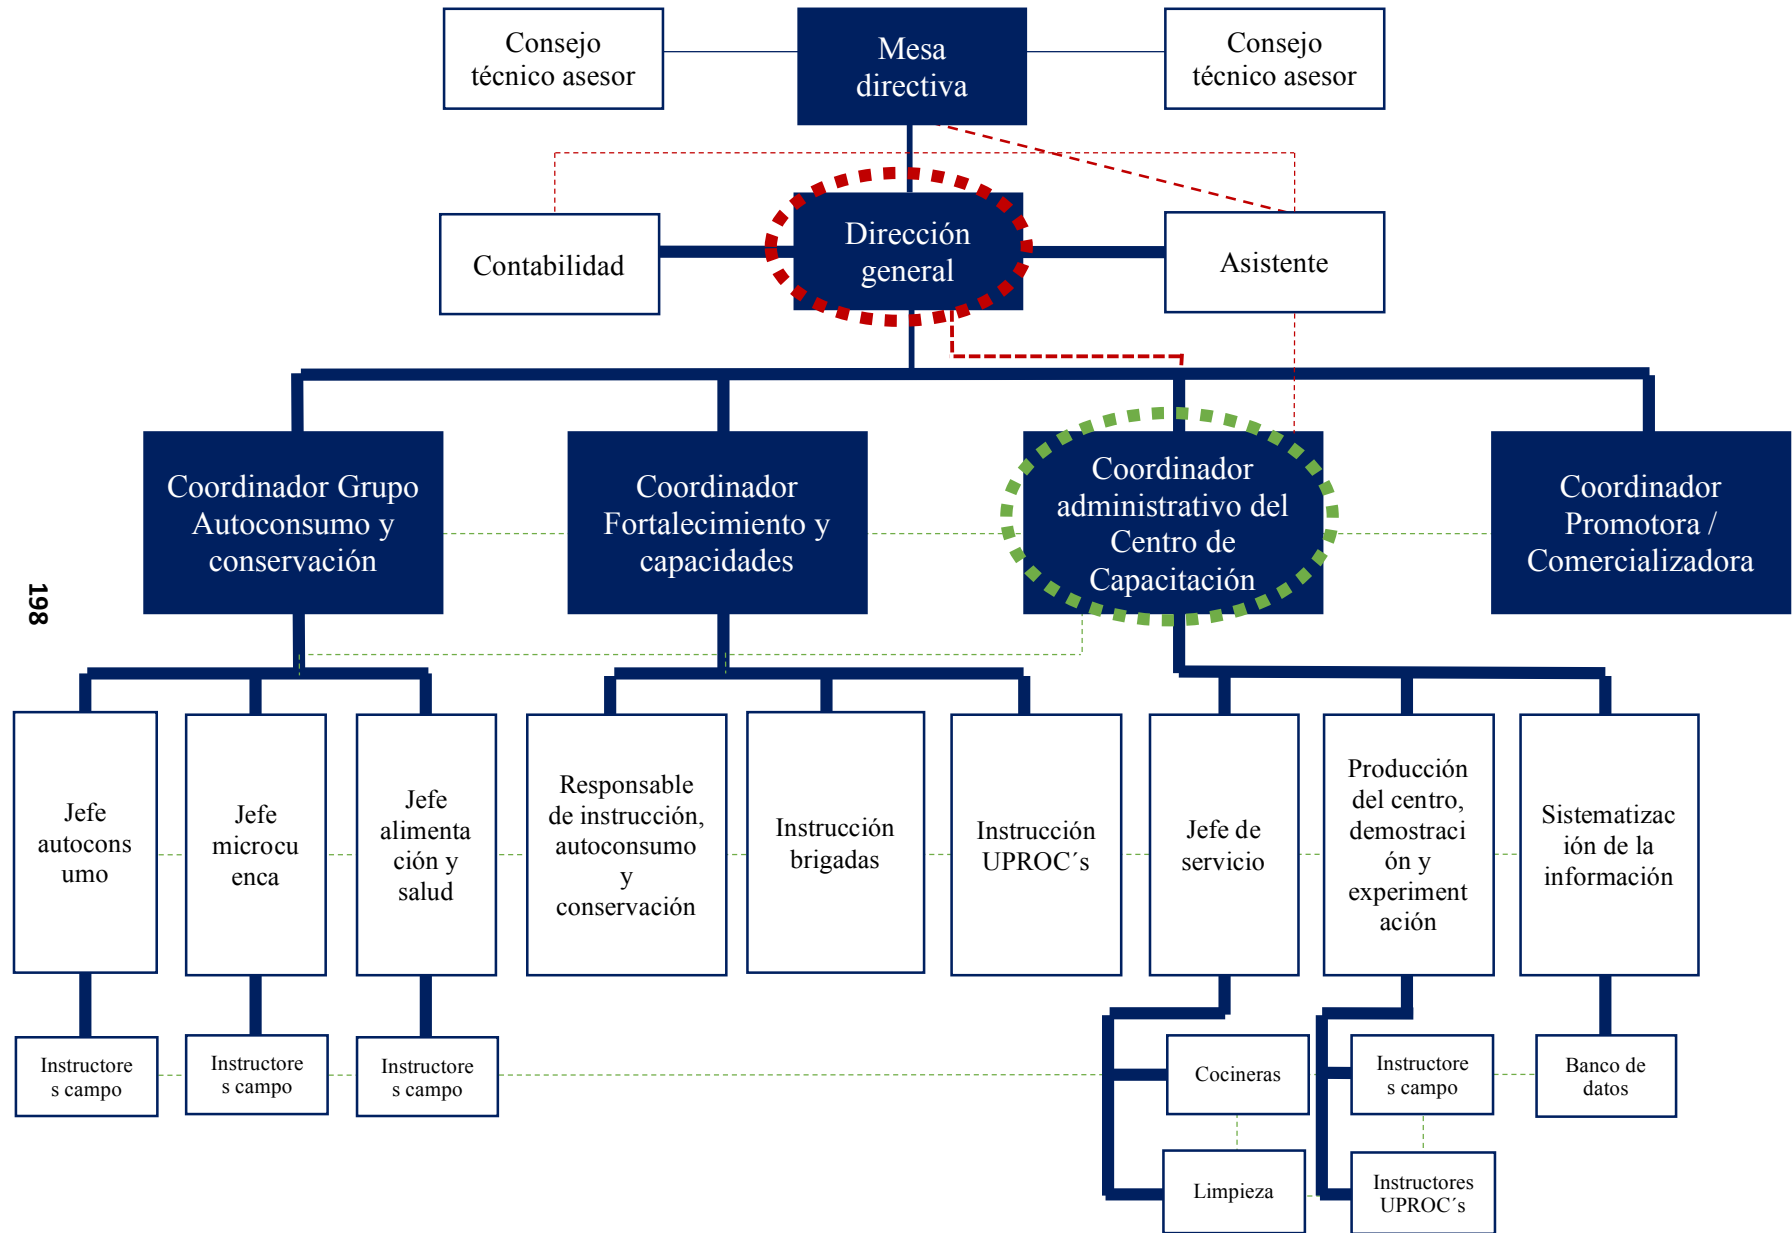 Consejo
técnico asesor
Mesa
directiva
Consejo
técnico asesor
Contabilidad
Dirección
general
Asistente
Coordinador Grupo
Autoconsumo y
conservación
Coordinador
Fortalecimiento y
capacidades
Coordinador
administrativo del
Centro de
Capacitación
Coordinador
Promotora /
Comercializadora
198
Jefe
autocons
umo
Jefe
microcu
enca
Jefe
alimenta
ción y
salud
Responsable
de instrucción,
autoconsumo
y
conservación
Instrucción
brigadas
Instrucción
UPROC´s
Jefe de
servicio
Producción
del centro,
demostraci
ón y
experiment
ación
Sistematizac
ión de la
información
Instructore
s campo
Instructore
s campo
Instructore
s campo
Cocineras
Instructore
s campo
Banco de
datos
Limpieza
Instructores
UPROC´s